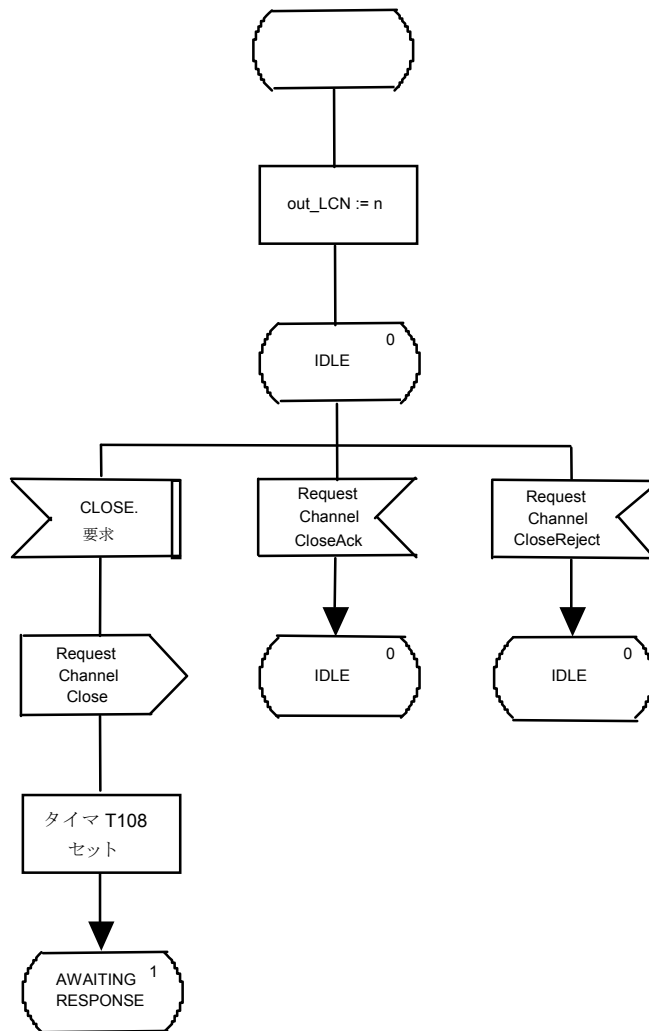 out_LCN := n
0
IDLE
CLOSE.
要求
Request
Channel
CloseAck
Request
Channel
CloseReject
Request
Channel
Close
0
IDLE
0
IDLE
タイマ T108
セット
AWAITING 1
RESPONSE